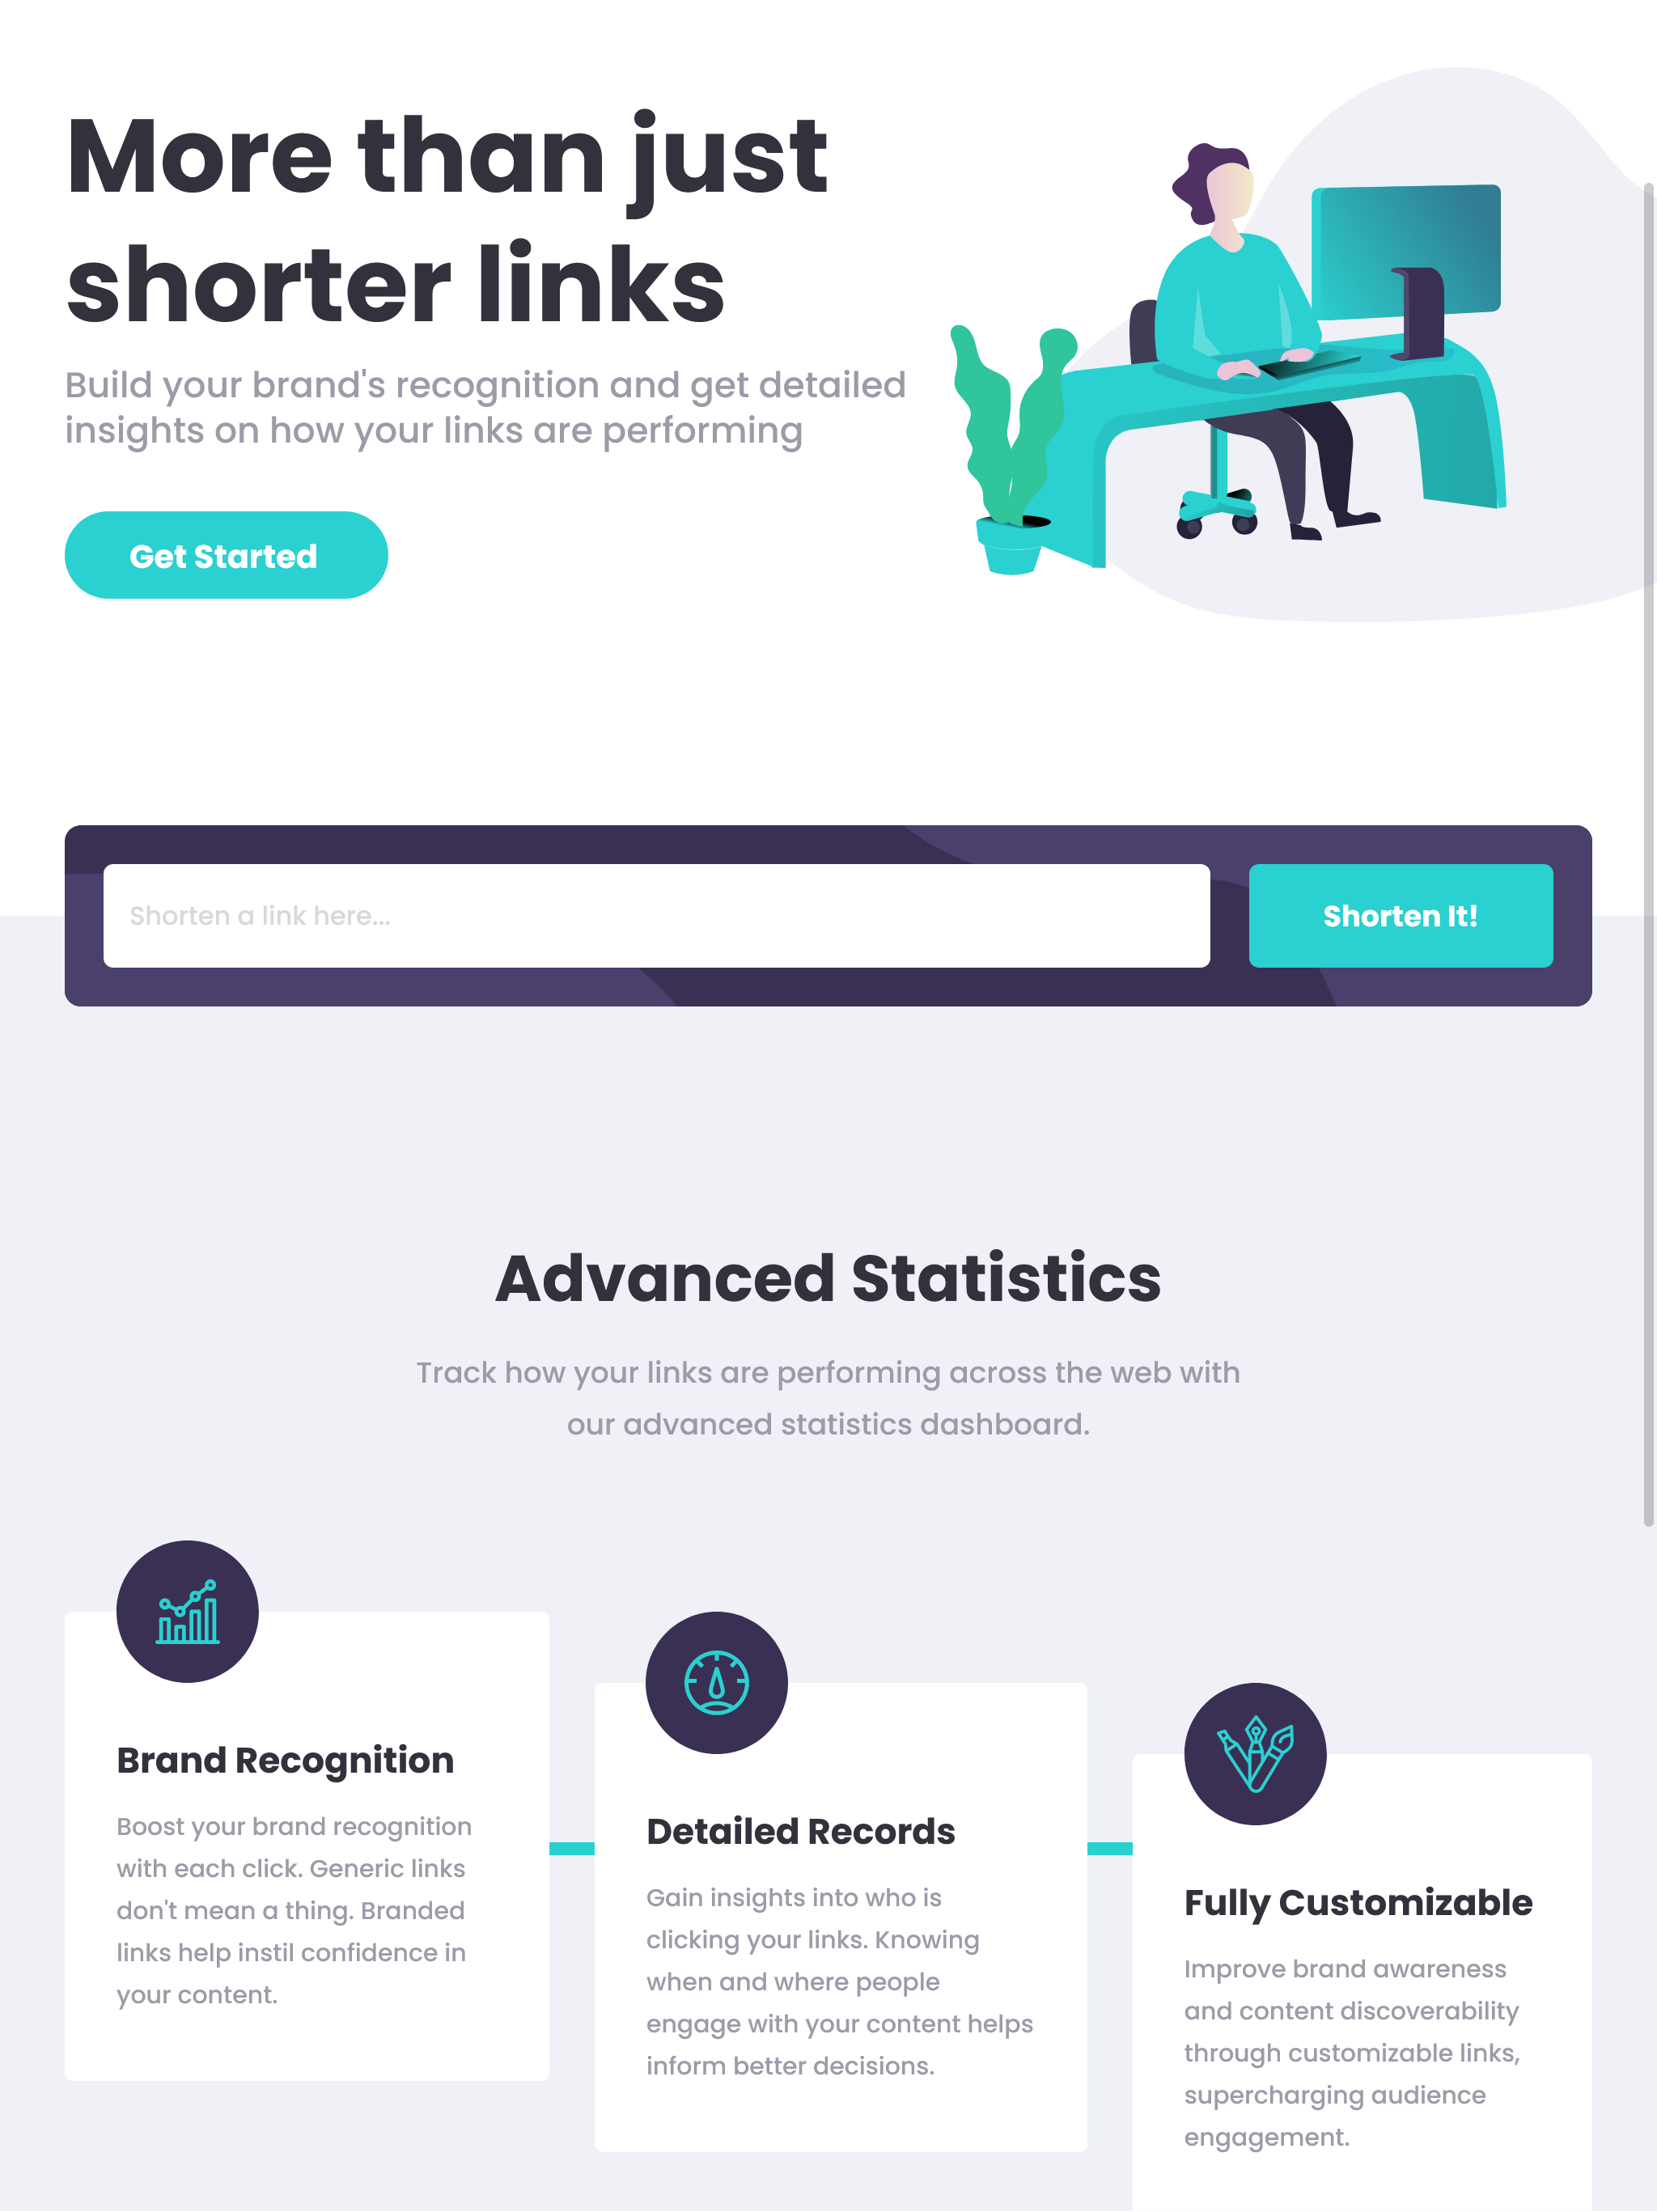 More than just
shorter links
Build your brand's recognition and get detailed
insights on how your links are performing
Get Started
Shorten a link here...
Shorten It!
Advanced Statistics
Track how your links are performing across the web with
our advanced statistics dashboard.
Brand Recognition
Boost your brand recognition
with each click. Generic links
don't mean a thing. Branded
links help instil confidence in
your content.
Detailed Records
Gain insights into who is
clicking your links. Knowing
when and where people
engage with your content helps
inform better decisions.
Fully Customizable
Improve brand awareness
and content discoverability
through customizable links,
supercharging audience
engagement.